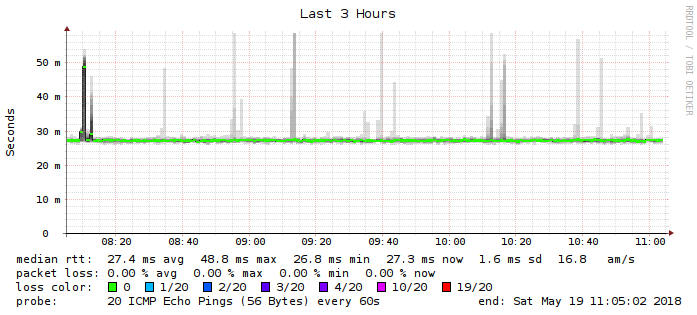 Last 3 Hours
RRDTOOL / TOBI OETIKER
Seconds
50 m
40 m
30 m
20 m
10 m
0
08:20 08:40 09:00 09:20 09:40 10:00 10:20 10:40 11:00
median rtt: 27.4 ms avg 48.8 ms max 26.8 ms min 27.3 ms now 1.6 ms sd 16.8 am/s
packet loss: 0.00 % avg 0.00 % max 0.00 % min 0.00 % now
loss color: 0 1/20 2/20 3/20 4/20 10/20 19/20
probe: 20 ICMP Echo Pings (56 Bytes) every 60s end: Sat May 19 11:05:02 2018